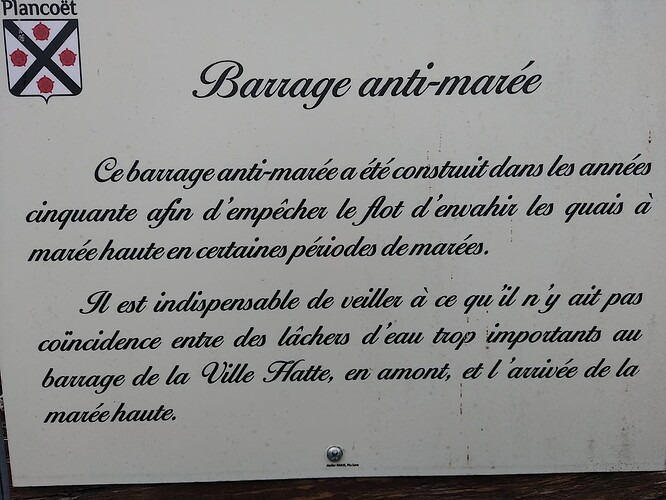 Plancoët
Barrage anti-marée
Ce barrage anti-marée a été construit dans les années
cinquante afin d'empêcher le flot d'envahir les quais à
marée haute en certaines périodes de marées.
Il est indispensable de veiller à ce qu'il n'y ait pas
coïncidence entre des lâchers d'eau trop importants au
barrage de la Ville Hatte, en amont, et l'arrivée de la
marée haute.